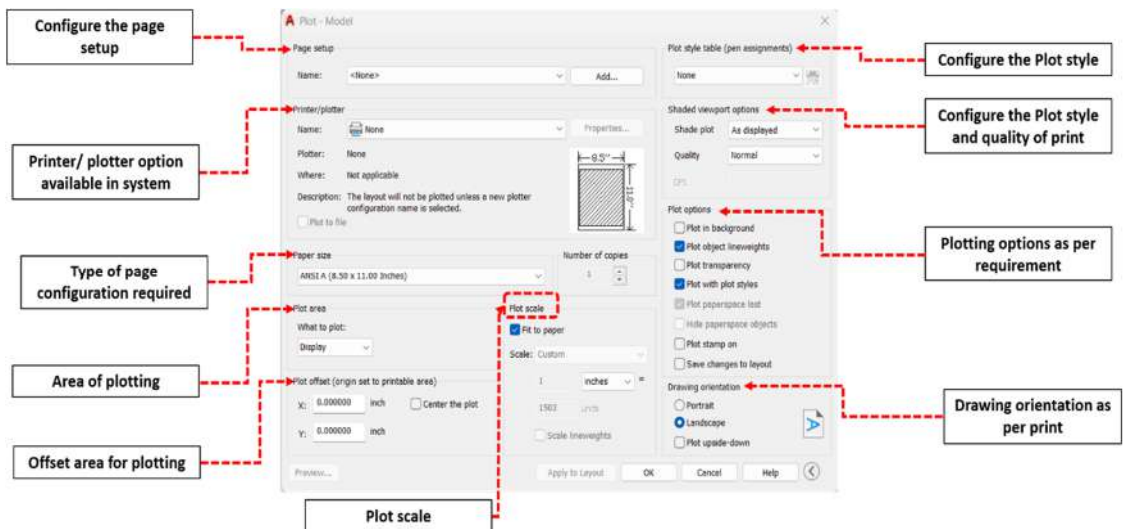 Configure the page
setup
Printer/ plotter option
available in system
Type of page
configuration required
Area of plotting
Offset area for plotting
Plot scale
A Plot - Model
Page setup
Name: <None> Add...
Printer/plotter
Name: None Properties...
Plotter: None
Where: Not applicable
Description: The layout will not be plotted unless a new plotter
configuration name is selected.
Plot to file
8.5"
11.0"
Paper size
ANSI A (8.50 x 11.00 Inches)
Number of copies
1
Plot area
What to plot:
Display
Plot offset (origin set to printable area)
X: 0.000000 inch Center the plot
Y: 0.000000 inch
Plot scale
Fit to paper
Scale: Custom
1 inches =
1503 units
Scale lineweights
Plot style table (pen assignments)
None
Shaded viewport options
Shade plot As displayed
Quality Normal
DPI
Plot options
Plot in background
Plot object lineweights
Plot transparency
Plot with plot styles
Plot paperspace last
Hide paperspace objects
Plot stamp on
Save changes to layout
Drawing orientation
Portrait
Landscape
Plot upside-down
A
Preview... Apply to Layout OK Cancel Help
Configure the Plot style
Configure the Plot style
and quality of print
Plotting options as per
requirement
Drawing orientation as
per print